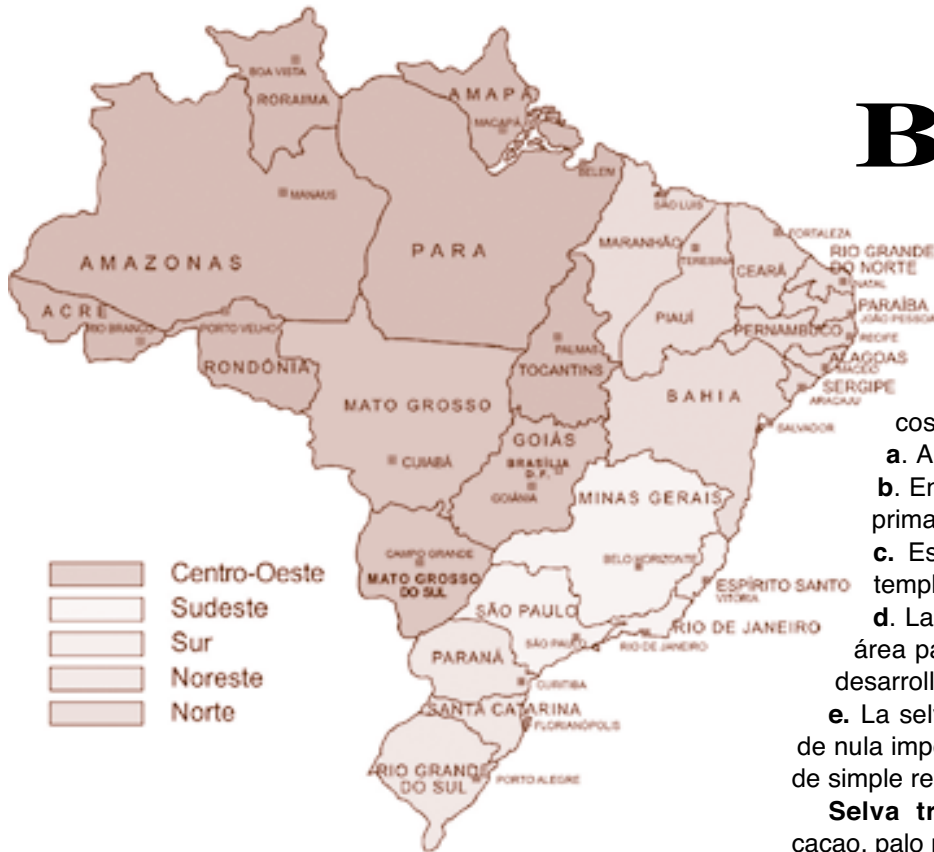 B
BOA VISTA
RORAIMA
AMAPÁ
MACAPÁ
BELEM
MANAUS
AMAZONAS
PARA
SÃO LUIS
MARANHÃO
TERESINA
FORTALEZA
CEARÁ
RIO GRANDE
DO NORTE
NATAL
PARAÍBA
JOÃO PESSOA
PIAUÍ
PERNAMBUCO
RECIFE
ALAGOAS
MACEIO
SERGIPE
ARACAJU
ACRE
RIO BRANCO
PORTO VELHO
RONDÔNIA
PALMAS
TOCANTINS
MATO GROSSO
BAHIA
SALVADOR
GOIÁS
CUIABÁ
BRASÍLIA
D.F.
GOIÂNIA
MINAS GERAIS
BELO HORIZONTE
CAMPO GRANDE
MATO GROSSO
DO SUL
ESPÍRITO SANTO
VITORIA
SÃO PAULO
SÃO PAULO
RIO DE JANEIRO
RIO DE JANEIRO
PARANÁ
CURITIBA
SANTA CATARINA
FLORIANÓPOLIS
RIO GRANDE
DO SUL
PORTO ALEGRE
Centro-Oeste
Sudeste
Sur
Noreste
Norte
cos
a. A
b. En
prima
c. Es
templ
d. La
área pa
desarroll
e. La selv
de nula impo
de simple re
Selva tr
cacao, palo